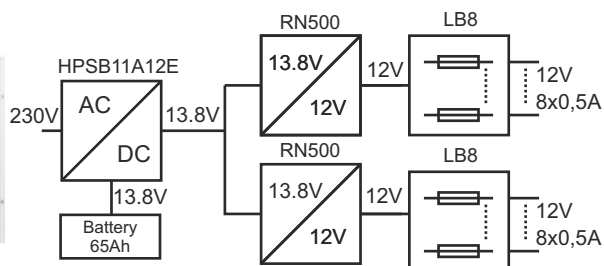 RN500
LB8
HPSB11A12E
13.8V
12V
12V
12V
8x0,5A
230V
AC
DC
13.8V
RN500
LB8
13.8V
13.8V
12V
12V
12V
8x0,5A
Battery
65Ah